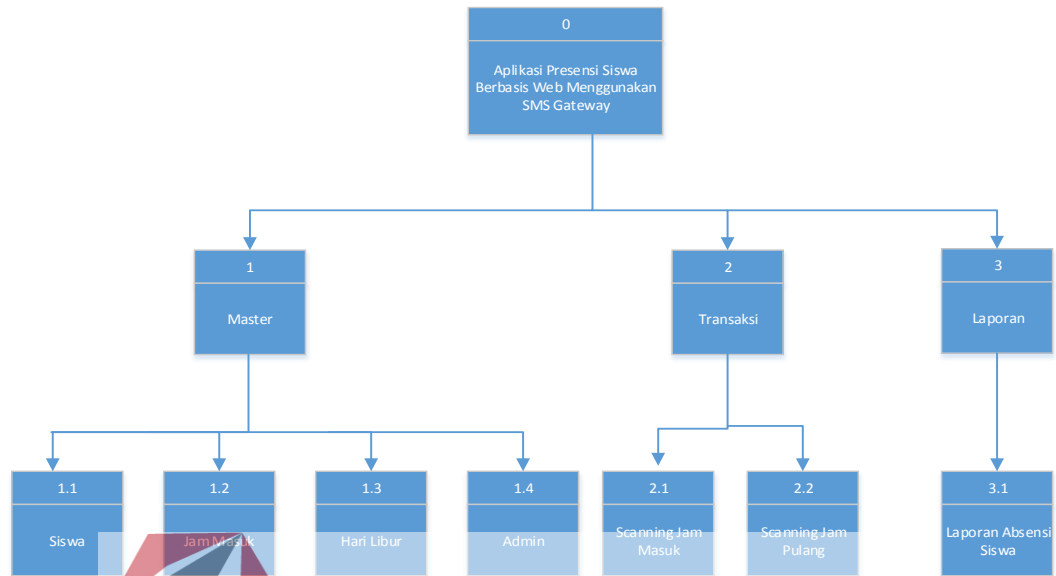 0
Aplikasi Presensi Siswa
Berbasis Web Menggunakan
SMS Gateway
1
Master
2
Transaksi
3
Laporan
1.1
Siswa
1.2
Jam Masuk
1.3
Hari Libur
1.4
Admin
2.1
Scanning Jam
Masuk
2.2
Scanning Jam
Pulang
3.1
Laporan Absensi
Siswa